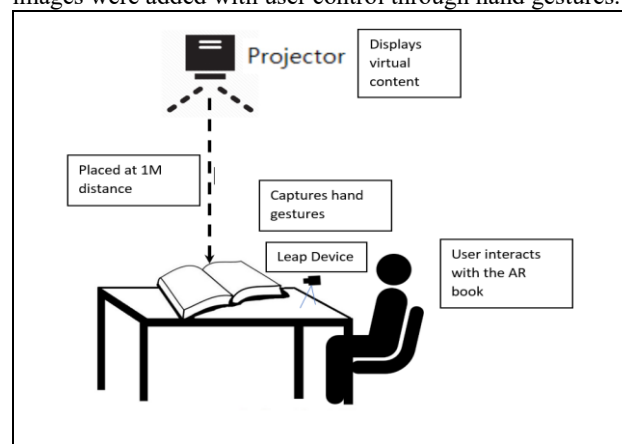 images were added with user control through hand gestures.
Projector
Displays
virtual
content
Placed at 1M
distance
Captures hand
gestures
Leap Device
User interacts
with the AR
book